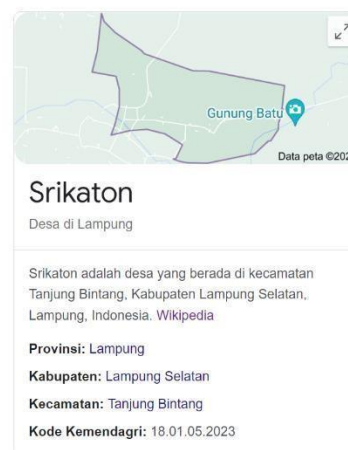 Gunung Batu
Data peta ©202
Srikaton
Desa di Lampung
Srikaton adalah desa yang berada di kecamatan
Tanjung Bintang, Kabupaten Lampung Selatan,
Lampung, Indonesia. Wikipedia
Provinsi: Lampung
Kabupaten: Lampung Selatan
Kecamatan: Tanjung Bintang
Kode Kemendagri: 18.01.05.2023